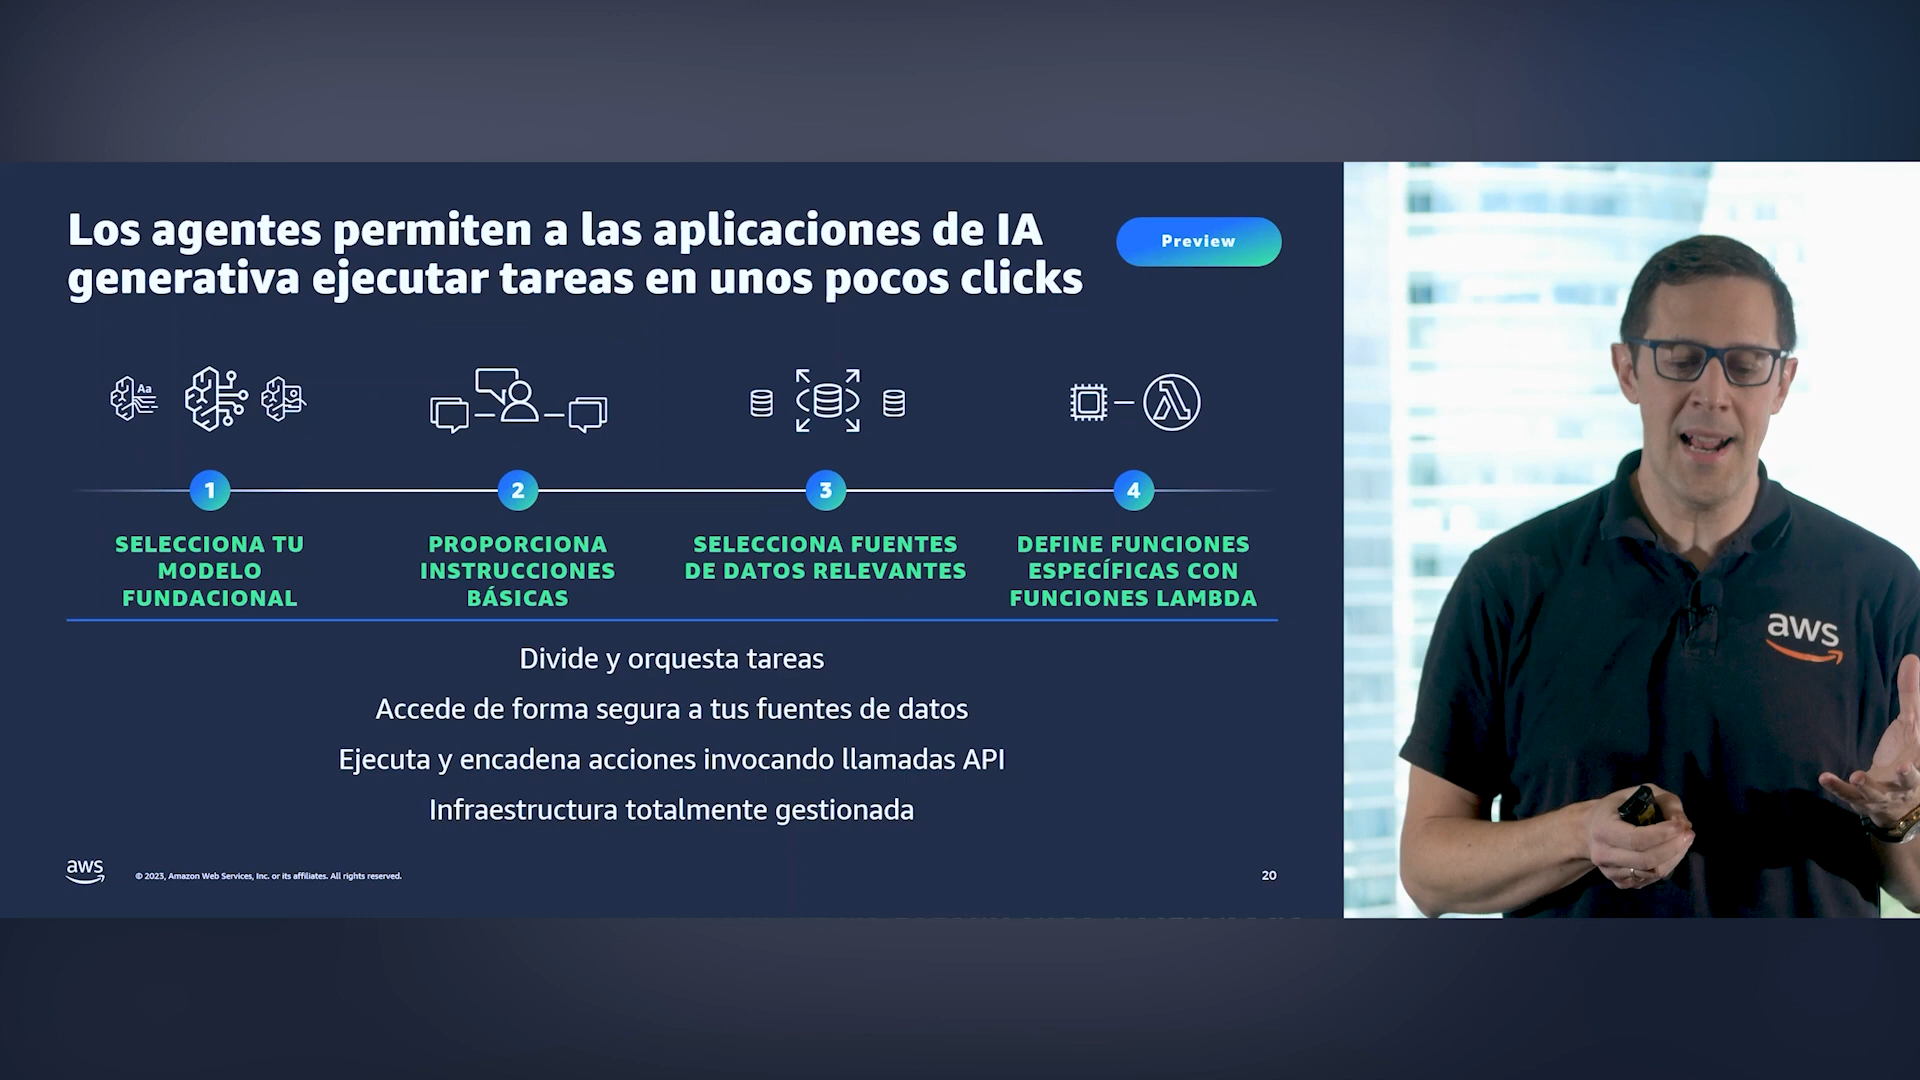 Los agentes permiten a las aplicaciones de IA
generativa ejecutar tareas en unos pocos clicks
Preview
Aa
1
2
3
4
SELECCIONA TU
MODELO
FUNDACIONAL
PROPORCIONA
INSTRUCCIONES
BÁSICAS
SELECCIONA FUENTES
DE DATOS RELEVANTES
DEFINE FUNCIONES
ESPECÍFICAS CON
FUNCIONES LAMBDA
Divide y orquesta tareas
Accede de forma segura a tus fuentes de datos
Ejecuta y encadena acciones invocando llamadas API
Infraestructura totalmente gestionada
aws
© 2023, Amazon Web Services, Inc. or its affiliates. All rights reserved.
20
aws